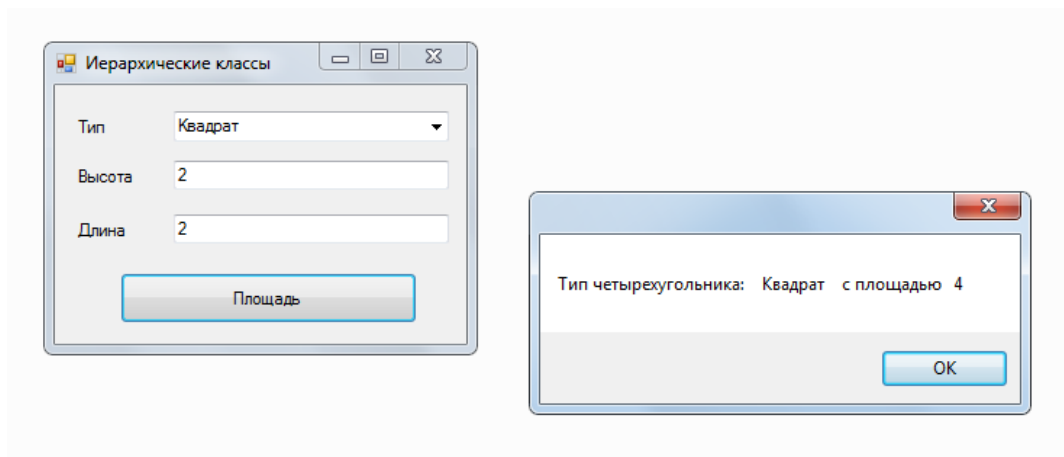 Иерархические классы
Тип Квадрат
Высота 2
Длина 2
Площадь
Тип четырехугольника: Квадрат с площадью 4
OK